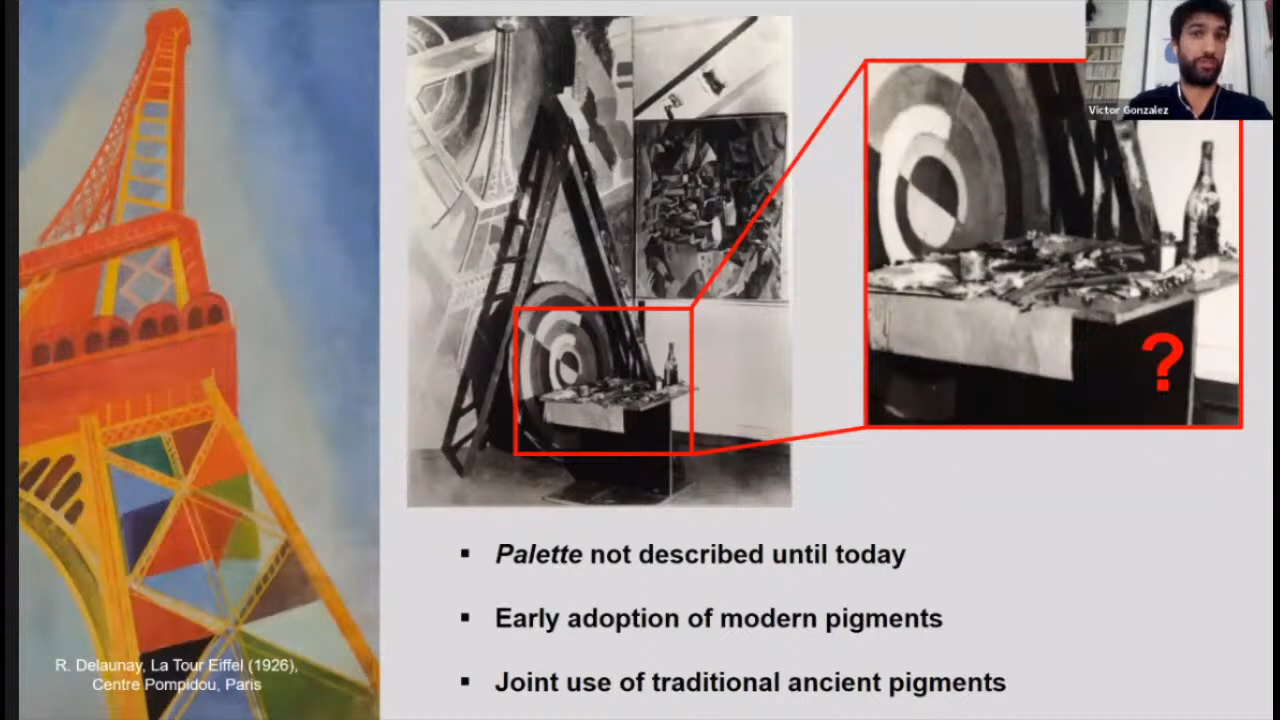 Victor Gonzalez
?
▪ Palette not described until today
▪ Early adoption of modern pigments
▪ Joint use of traditional ancient pigments
R. Delaunay, La Tour Eiffel (1926),
Centre Pompidou, Paris